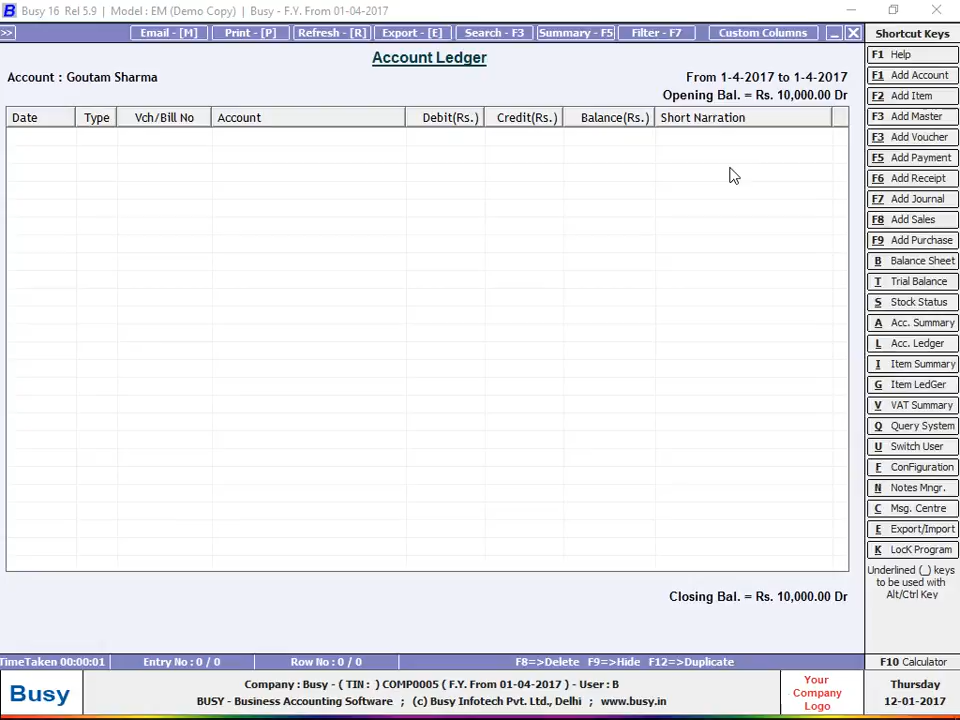 Busy 16 Rel 5.9 | Model : EM (Demo Copy) | Busy - F.Y. From 01-04-2017
>> Email - [M] Print - [P] Refresh - [R] Export - [E] Search - F3 Summary - F5 Filter - F7 Custom Columns
Account Ledger
Account : Goutam Sharma
From 1-4-2017 to 1-4-2017
Opening Bal. = Rs. 10,000.00 Dr
Date Type Vch/Bill No Account Debit(Rs.) Credit(Rs.) Balance(Rs.) Short Narration
Closing Bal. = Rs. 10,000.00 Dr
Shortcut Keys
F1 Help
F1 Add Account
F2 Add Item
F3 Add Master
F3 Add Voucher
F5 Add Payment
F6 Add Receipt
F7 Add Journal
F8 Add Sales
F9 Add Purchase
B Balance Sheet
T Trial Balance
S Stock Status
A Acc. Summary
L Acc. Ledger
I Item Summary
G Item LedGer
V VAT Summary
Q Query System
U Switch User
F ConFiguration
N Notes Mngr.
C Msg. Centre
E Export/Import
K LocK Program
Underlined (_) keys
to be used with
Alt/Ctrl Key
TimeTaken 00:00:01 Entry No : 0 / 0 Row No : 0 / 0 F8=>Delete F9=>Hide F12=>Duplicate F10 Calculator
Busy
Company : Busy - ( TIN : ) COMP0005 ( F.Y. From 01-04-2017 ) - User : B
BUSY - Business Accounting Software ; (c) Busy Infotech Pvt. Ltd., Delhi ; www.busy.in
Your
Company
Logo
Thursday
12-01-2017